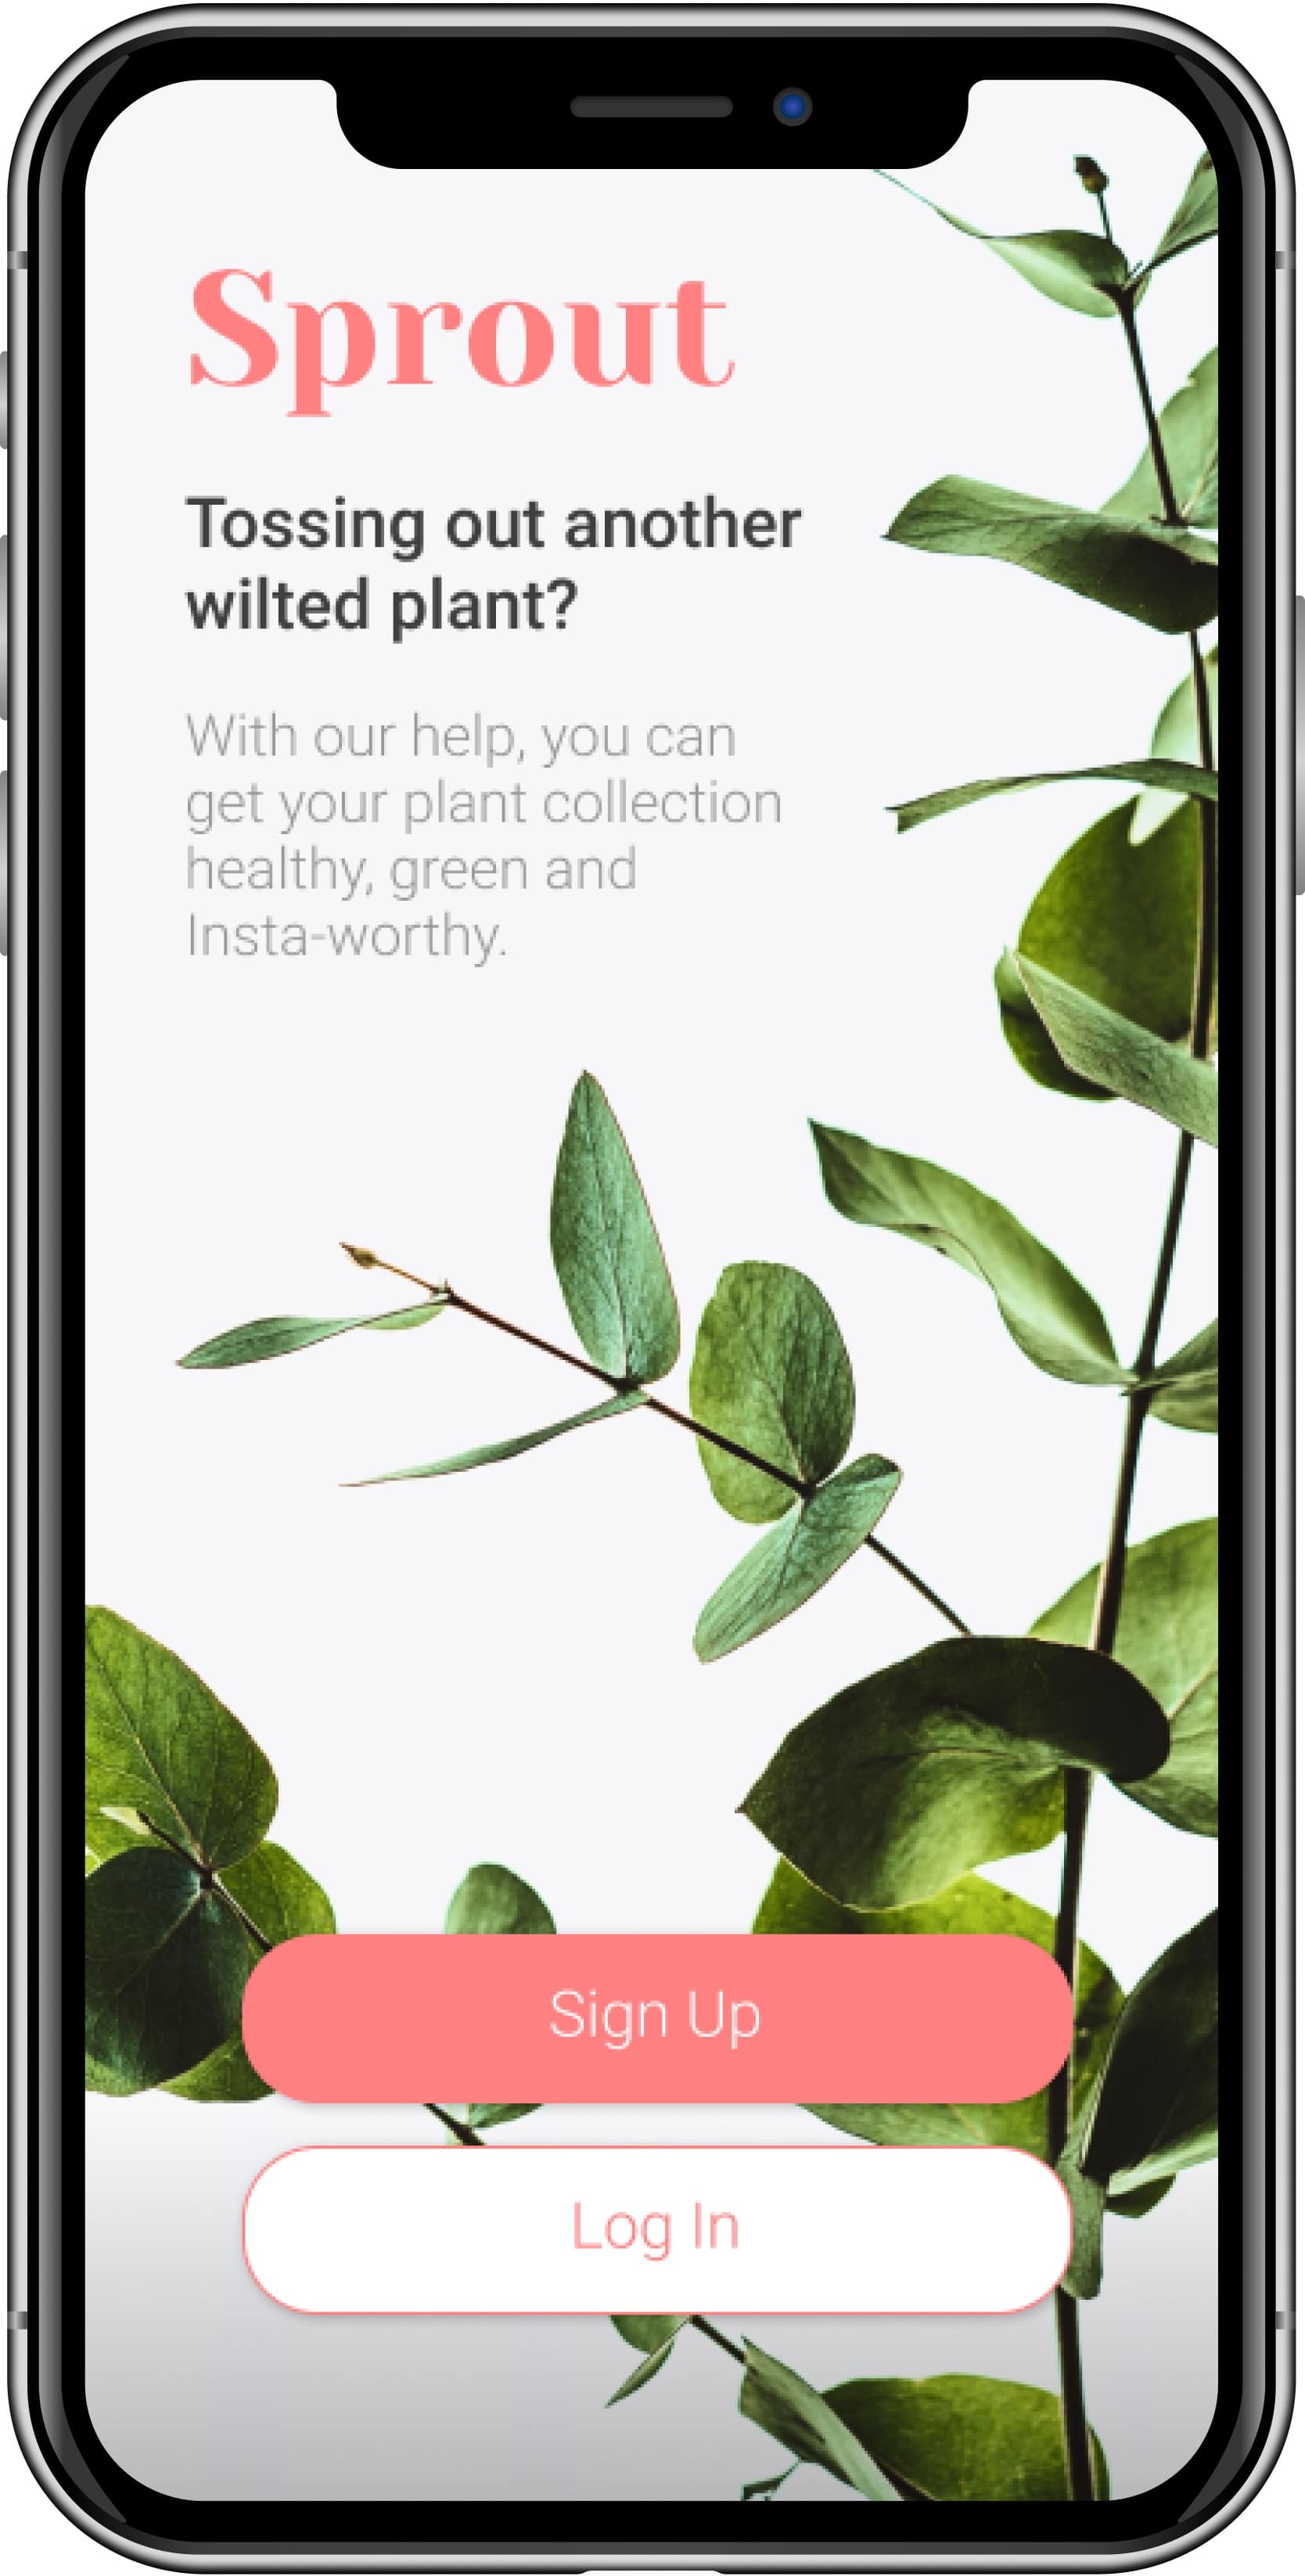 Sprout
Tossing out another
wilted plant?
With our help, you can
get your plant collection
healthy, green and
Insta-worthy.
Sign Up
Log In